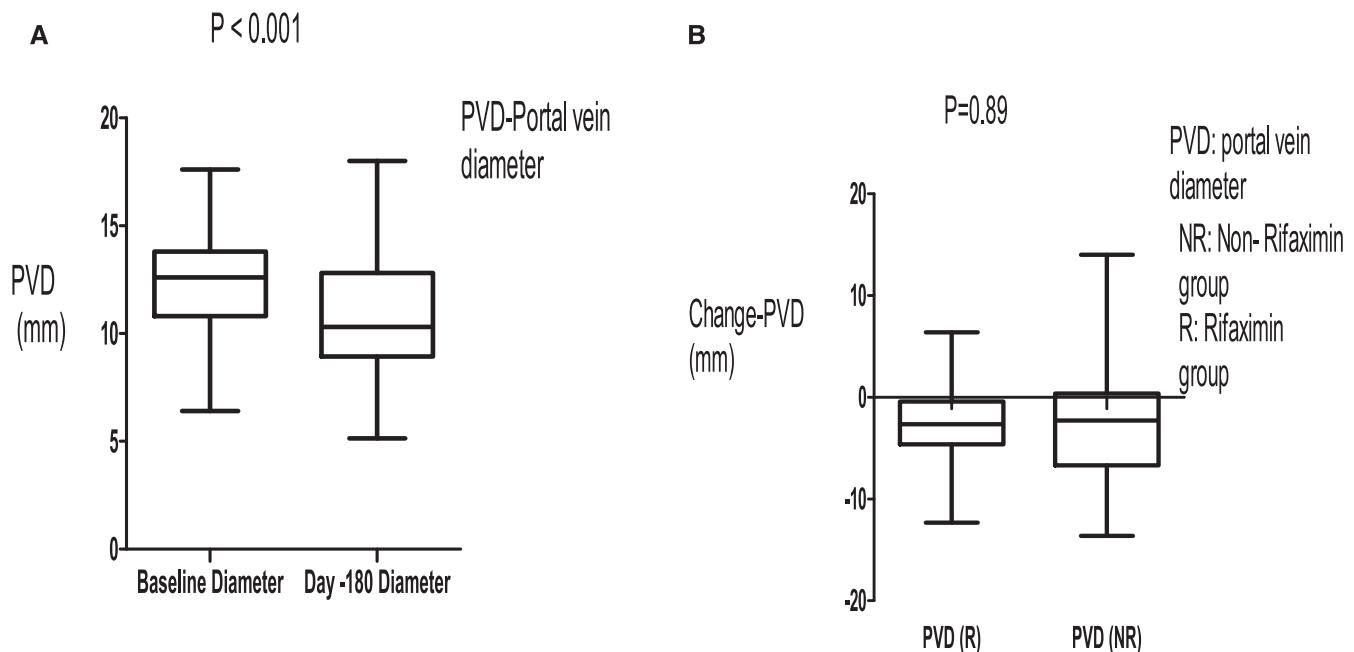 A
P < 0.001
PVD-Portal vein
diameter
20
15
10
5
0
PVD
(mm)
Baseline Diameter
Day -180 Diameter
B
P=0.89
PVD: portal vein
diameter
NR: Non- Rifaximin
group
R: Rifaximin
group
20
10
0
-10
-20
Change-PVD
(mm)
PVD (R)
PVD (NR)